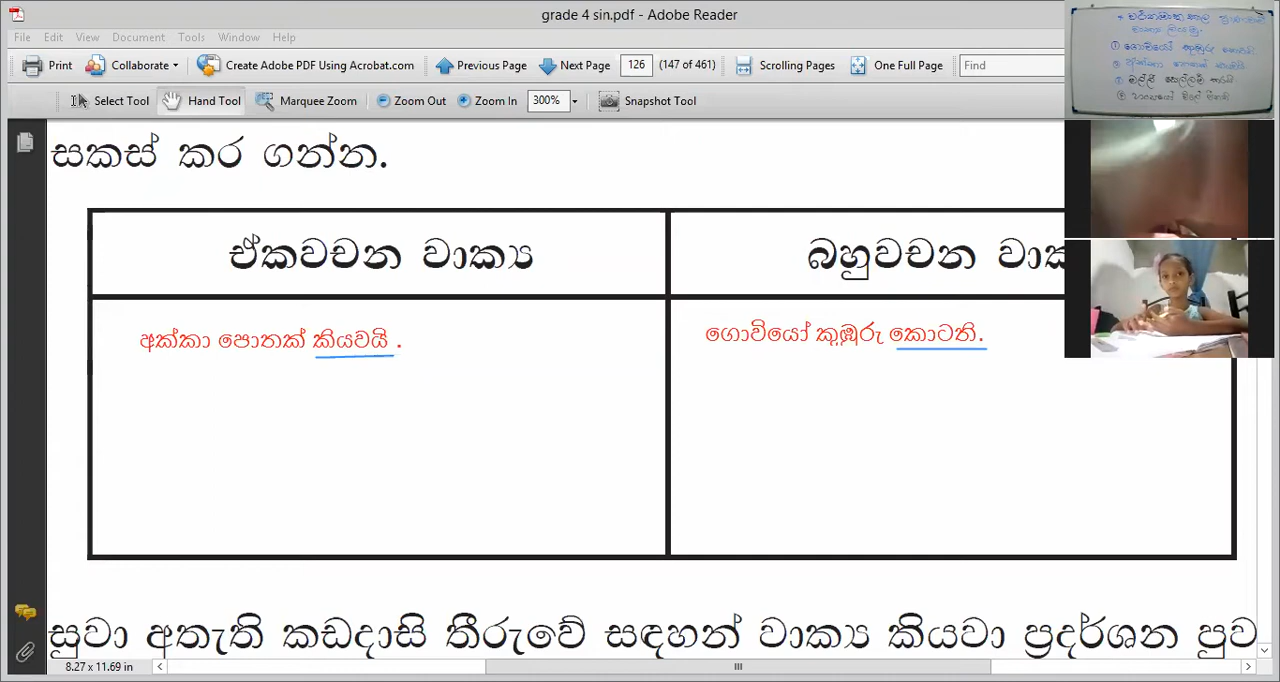 grade 4 sin.pdf - Adobe Reader
File Edit View Document Tools Window Help
Print Collaborate Create Adobe PDF Using Acrobat.com Previous Page Next Page 126 (147 of 461) Scrolling Pages One Full Page Find
Select Tool Hand Tool Marquee Zoom Zoom Out Zoom In 300% Snapshot Tool
සකස් කර ගන්න.
ඒකවචන වාක්‍ය
බහුවචන
අක්කා පොතක් කියවයි .
ගොවියෝ කුඹුරු කොටති.
සුවා අතැති කඩදාසි තීරුවේ සඳහන් වාක්‍ය කියවා ප්‍රදර්ශන පුව
8.27 x 11.69 in